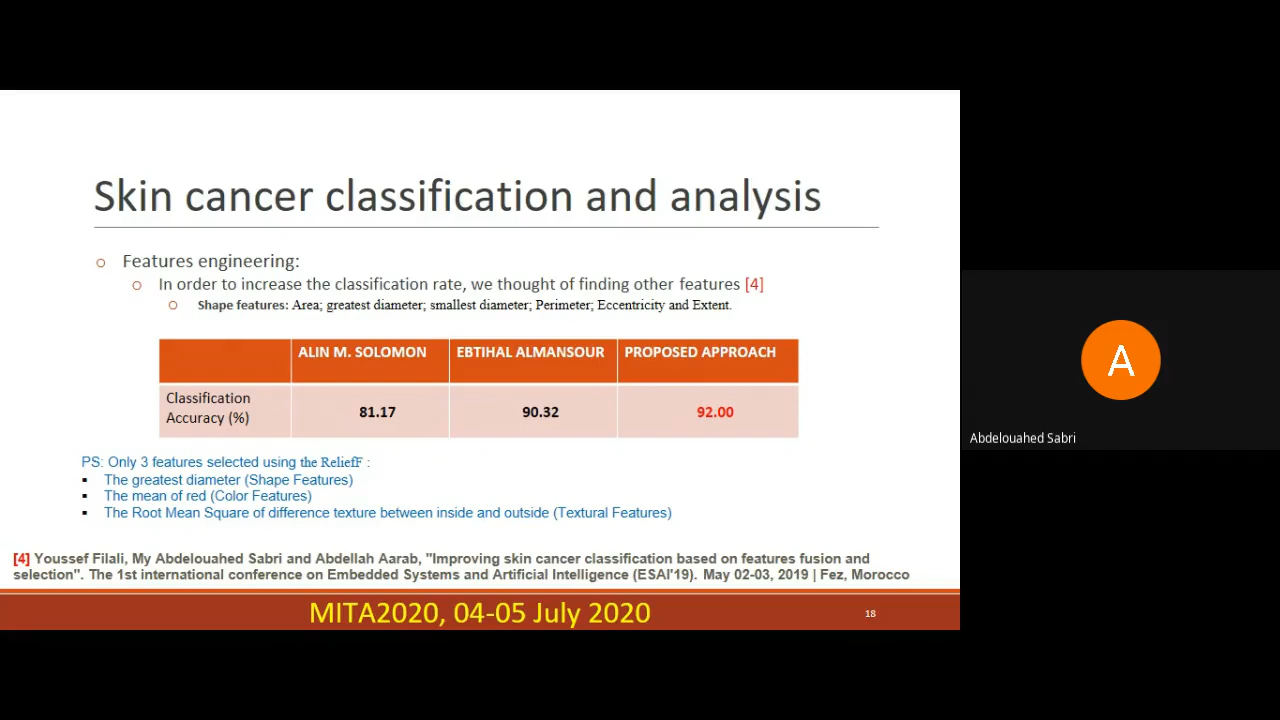 Skin cancer classification and analysis
Features engineering:
In order to increase the classification rate, we thought of finding other features [4]
Shape features: Area; greatest diameter; smallest diameter; Perimeter; Eccentricity and Extent.
ALIN M. SOLOMON EBTIHAL ALMANSOUR PROPOSED APPROACH
Classification
Accuracy (%) 81.17 90.32 92.00
PS: Only 3 features selected using the ReliefF :
The greatest diameter (Shape Features)
The mean of red (Color Features)
The Root Mean Square of difference texture between inside and outside (Textural Features)
[4] Youssef Filali, My Abdelouahed Sabri and Abdellah Aarab, "Improving skin cancer classification based on features fusion and
selection". The 1st international conference on Embedded Systems and Artificial Intelligence (ESAI'19). May 02-03, 2019 | Fez, Morocco
MITA2020, 04-05 July 2020
18
A
Abdelouahed Sabri